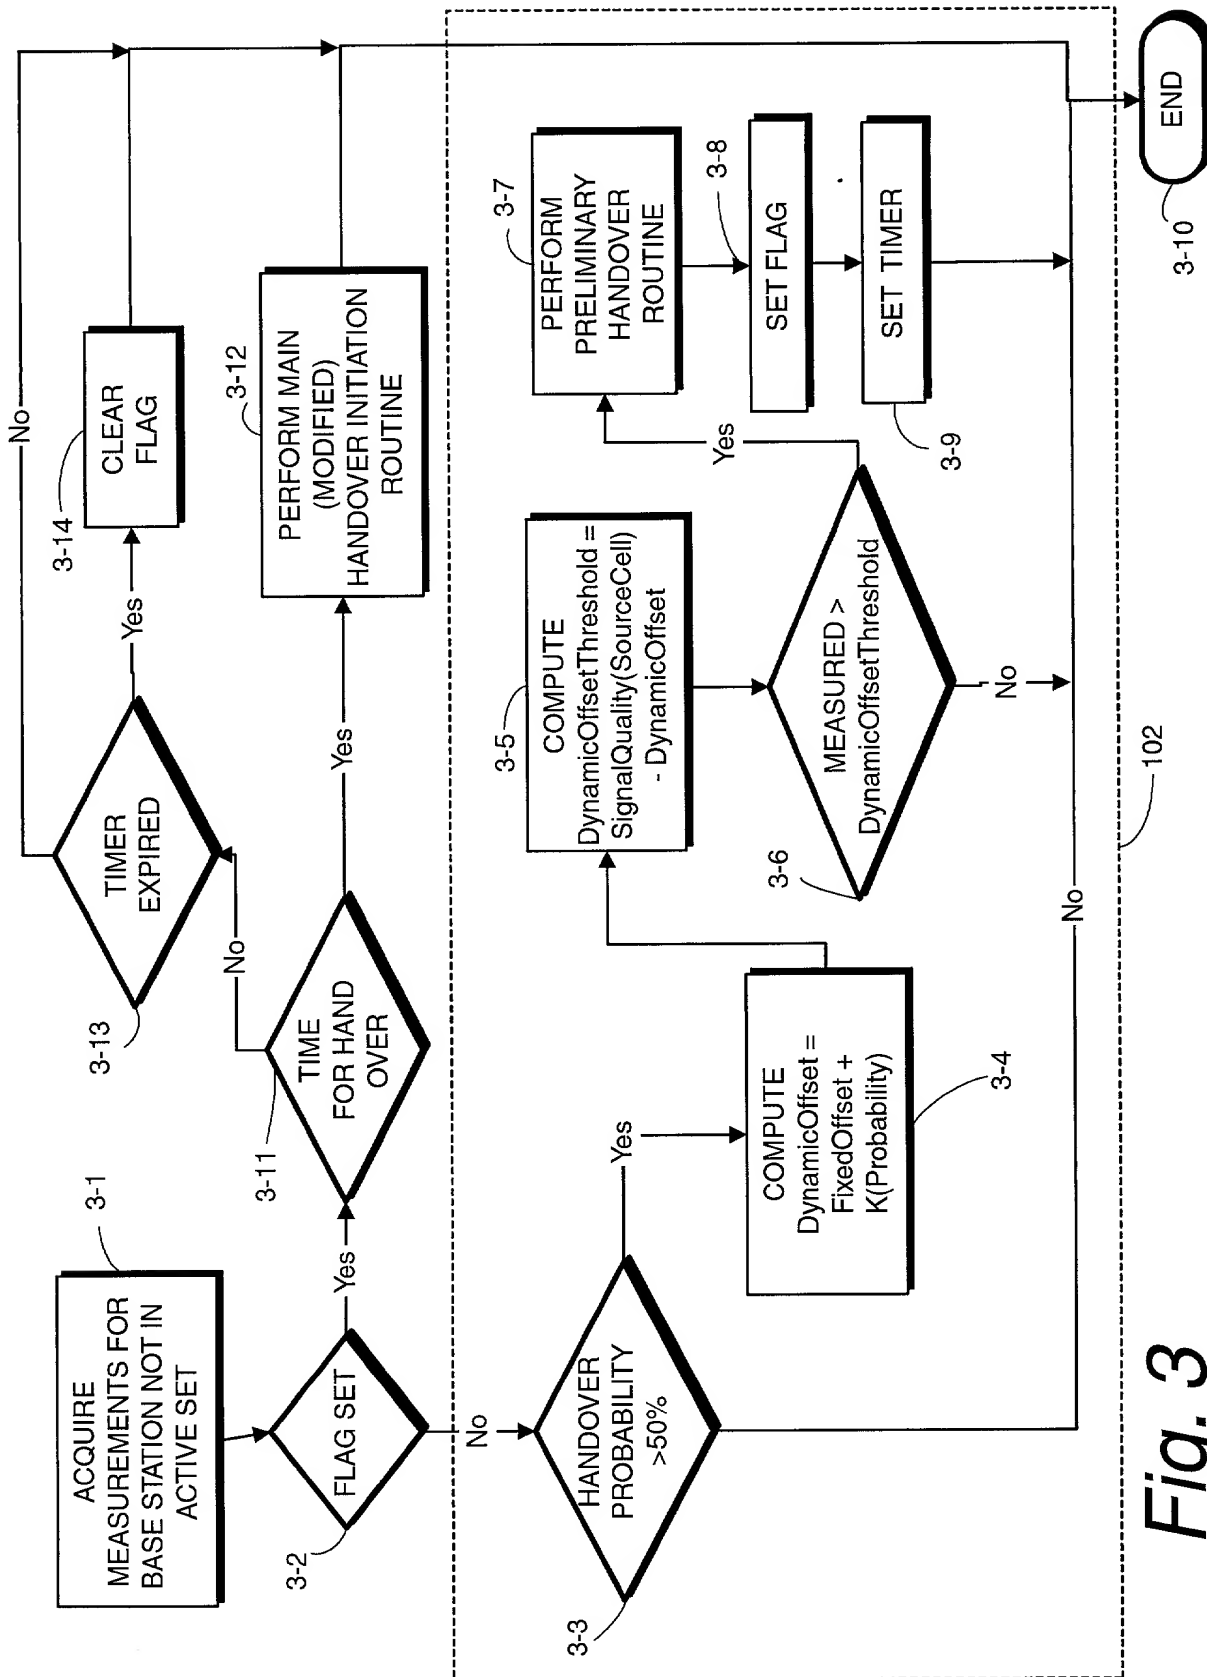 3-1
ACQUIRE
MEASUREMENTS FOR
BASE STATION NOT IN
ACTIVE SET
3-2
FLAG SET
Yes
No
3-11
TIME
FOR HAND
OVER
Yes
No
3-13
TIMER
EXPIRED
Yes
No
3-14
CLEAR
FLAG
3-12
PERFORM MAIN
(MODIFIED)
HANDOVER INITIATION
ROUTINE
3-3
HANDOVER
PROBABILITY
>50%
Yes
No
3-4
COMPUTE
DynamicOffset =
FixedOffset +
K(Probability)
3-5
COMPUTE
DynamicOffsetThreshold =
SignalQuality(SourceCell)
- DynamicOffset
3-6
MEASURED >
DynamicOffsetThreshold
Yes
No
3-7
PERFORM
PRELIMINARY
HANDOVER
ROUTINE
3-8
SET FLAG
SET TIMER
3-9
102
3-10
END
Fig. 3